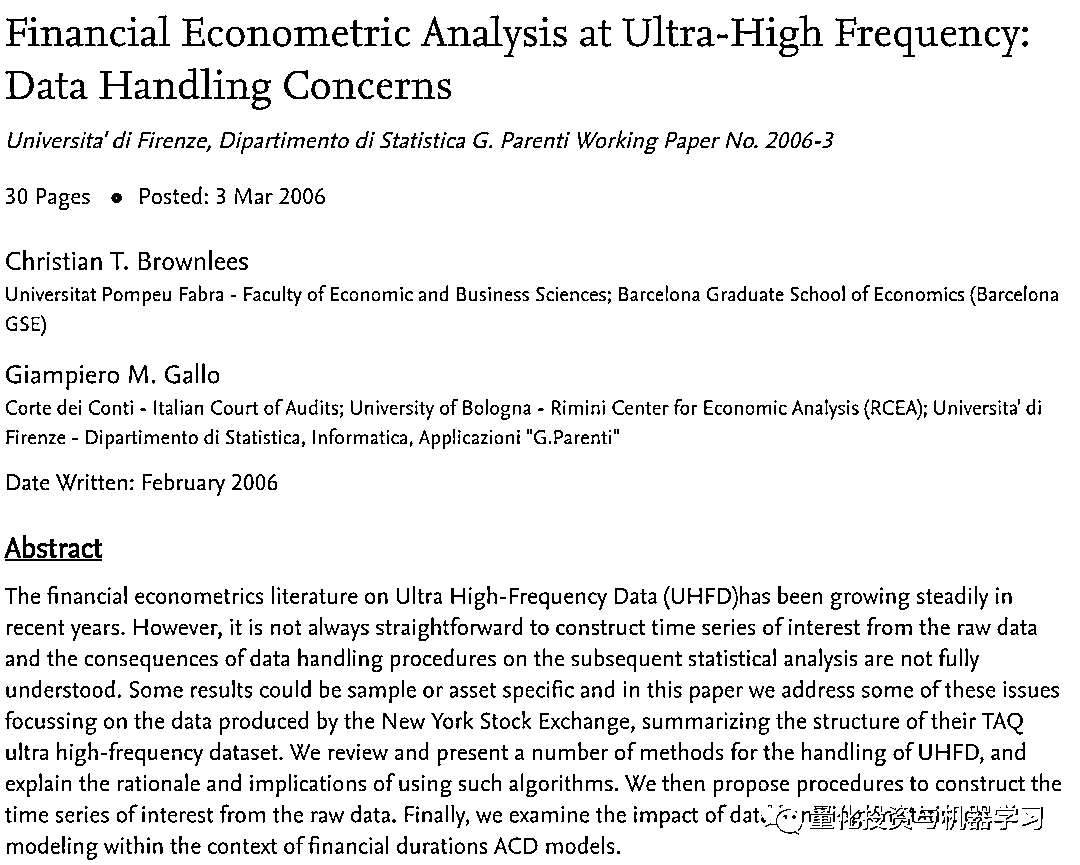 Financial Econometric Analysis at Ultra-High Frequency:
Data Handling Concerns
Universita' di Firenze, Dipartimento di Statistica G. Parenti Working Paper No. 2006-3
30 Pages ● Posted: 3 Mar 2006
Christian T. Brownlees
Universitat Pompeu Fabra - Faculty of Economic and Business Sciences; Barcelona Graduate School of Economics (Barcelona
GSE)
Giampiero M. Gallo
Corte dei Conti - Italian Court of Audits; University of Bologna - Rimini Center for Economic Analysis (RCEA); Universita' di
Firenze - Dipartimento di Statistica, Informatica, Applicazioni "G.Parenti"
Date Written: February 2006
Abstract
The financial econometrics literature on Ultra High-Frequency Data (UHFD)has been growing steadily in
recent years. However, it is not always straightforward to construct time series of interest from the raw data
and the consequences of data handling procedures on the subsequent statistical analysis are not fully
understood. Some results could be sample or asset specific and in this paper we address some of these issues
focussing on the data produced by the New York Stock Exchange, summarizing the structure of their TAQ
ultra high-frequency dataset. We review and present a number of methods for the handling of UHFD, and
explain the rationale and implications of using such algorithms. We then propose procedures to construct the
time series of interest from the raw data. Finally, we examine the impact of
量化投资与机器学习
modeling within the context of financial durations ACD models.